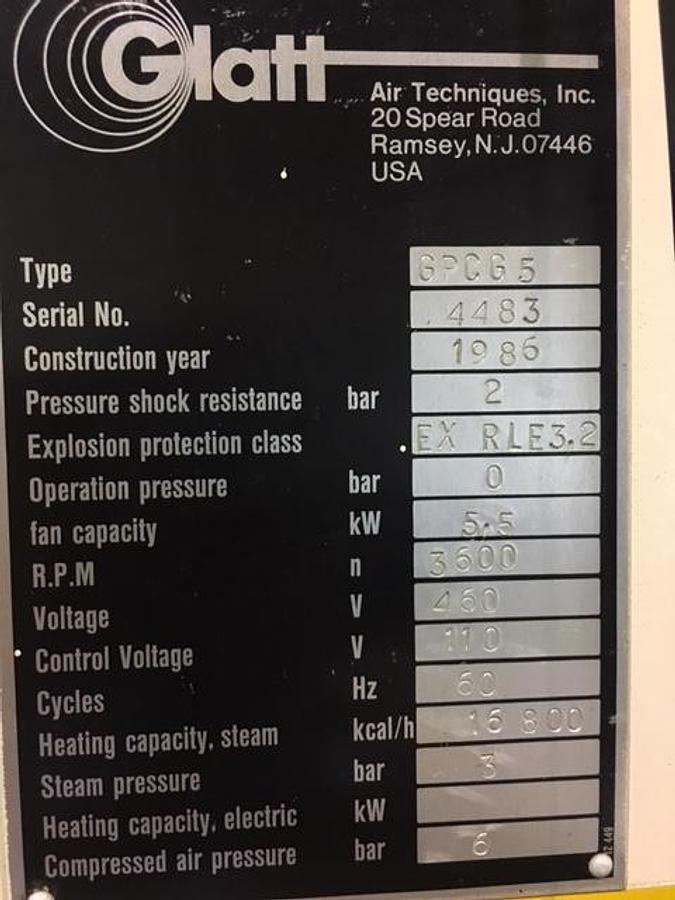 Glatt
Air Techniques, Inc.
20 Spear Road
Ramsey, N.J. 07446
USA
Type GPCG 5
Serial No. 4483
Construction year 1986
Pressure shock resistance bar 2
Explosion protection class EX RLE3.2
Operation pressure bar 0
fan capacity kW 5.5
R.P.M n 3600
Voltage V 460
Control Voltage V 110
Cycles Hz 60
Heating capacity, steam kcal/h 16 800
Steam pressure bar 3
Heating capacity, electric kW
Compressed air pressure bar 6